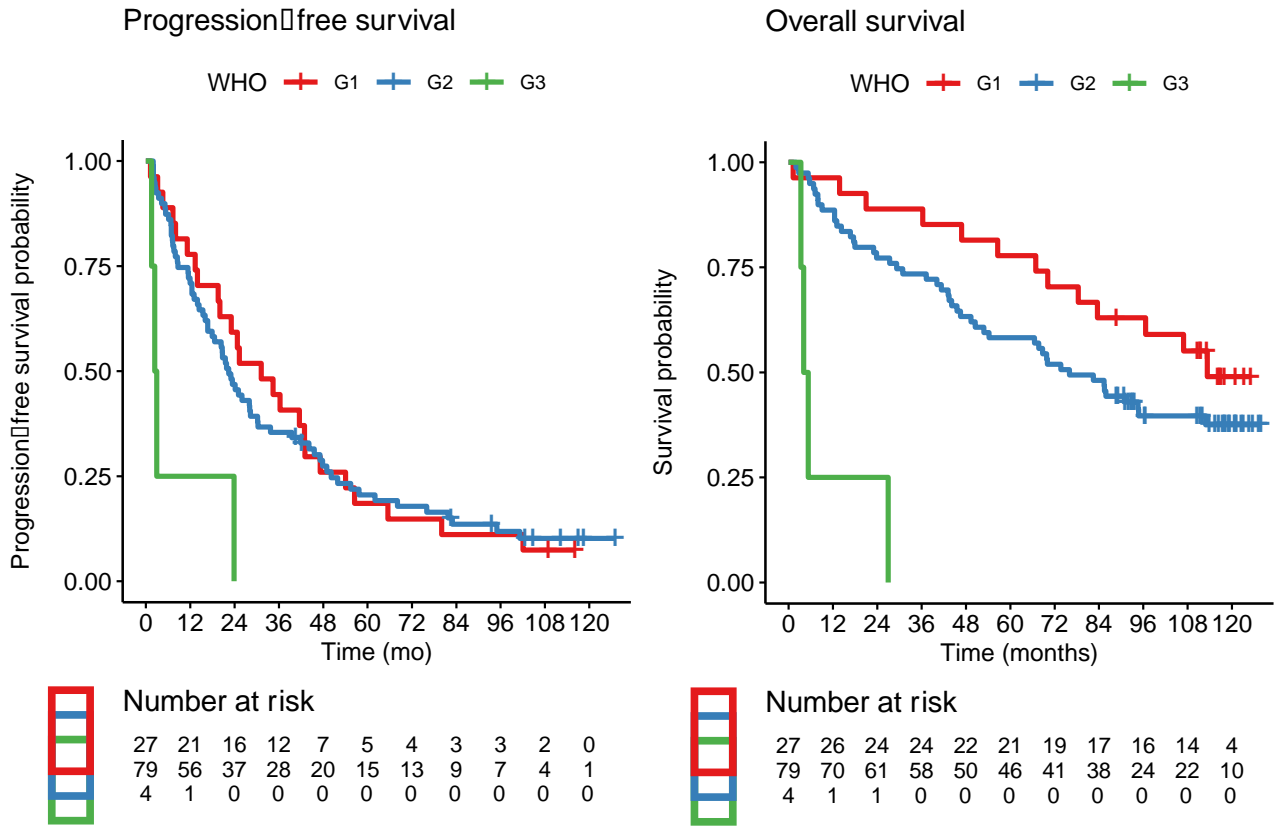 Progression▯free survival
WHO G1 G2 G3
Progression▯free survival probability
1.00
0.75
0.50
0.25
0.00
0 12 24 36 48 60 72 84 96 108 120
Time (mo)
Number at risk
27 21 16 12 7 5 4 3 3 2 0
79 56 37 28 20 15 13 9 7 4 1
4 1 0 0 0 0 0 0 0 0 0
Overall survival
WHO G1 G2 G3
Survival probability
1.00
0.75
0.50
0.25
0.00
0 12 24 36 48 60 72 84 96 108 120
Time (months)
Number at risk
27 26 24 24 22 21 19 17 16 14 4
79 70 61 58 50 46 41 38 24 22 10
4 1 1 0 0 0 0 0 0 0 0